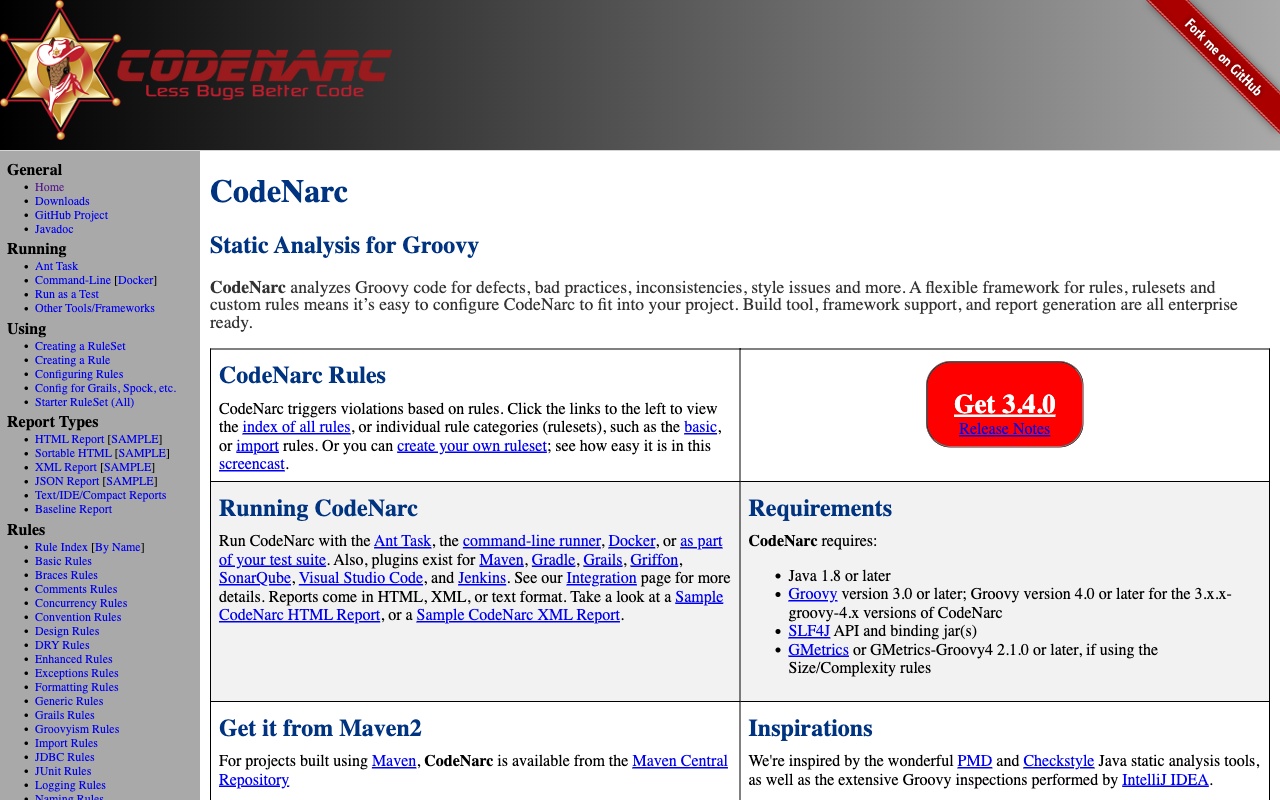 CODENARC
Less Bugs Better Code
Fork me on GitHub
General
Home
Downloads
GitHub Project
Javadoc
Running
Ant Task
Command-Line [Docker]
Run as a Test
Other Tools/Frameworks
Using
Creating a RuleSet
Creating a Rule
Configuring Rules
Config for Grails, Spock, etc.
Starter RuleSet (All)
Report Types
HTML Report [SAMPLE]
Sortable HTML [SAMPLE]
XML Report [SAMPLE]
JSON Report [SAMPLE]
Text/IDE/Compact Reports
Baseline Report
Rules
Rule Index [By Name]
Basic Rules
Braces Rules
Comments Rules
Concurrency Rules
Convention Rules
Design Rules
DRY Rules
Enhanced Rules
Exceptions Rules
Formatting Rules
Generic Rules
Grails Rules
Groovyism Rules
Import Rules
JDBC Rules
JUnit Rules
Logging Rules
Naming Rules
CodeNarc
Static Analysis for Groovy
CodeNarc analyzes Groovy code for defects, bad practices, inconsistencies, style issues and more. A flexible framework for rules, rulesets and
custom rules means it’s easy to configure CodeNarc to fit into your project. Build tool, framework support, and report generation are all enterprise
ready.
CodeNarc Rules
CodeNarc triggers violations based on rules. Click the links to the left to view
the index of all rules, or individual rule categories (rulesets), such as the basic,
or import rules. Or you can create your own ruleset; see how easy it is in this
screencast.
Get 3.4.0
Release Notes
Running CodeNarc
Run CodeNarc with the Ant Task, the command-line runner, Docker, or as part
of your test suite. Also, plugins exist for Maven, Gradle, Grails, Griffon,
SonarQube, Visual Studio Code, and Jenkins. See our Integration page for more
details. Reports come in HTML, XML, or text format. Take a look at a Sample
CodeNarc HTML Report, or a Sample CodeNarc XML Report.
Requirements
CodeNarc requires:
Java 1.8 or later
Groovy version 3.0 or later; Groovy version 4.0 or later for the 3.x.x-
groovy-4.x versions of CodeNarc
SLF4J API and binding jar(s)
GMetrics or GMetrics-Groovy4 2.1.0 or later, if using the
Size/Complexity rules
Get it from Maven2
For projects built using Maven, CodeNarc is available from the Maven Central
Repository
Inspirations
We're inspired by the wonderful PMD and Checkstyle Java static analysis tools,
as well as the extensive Groovy inspections performed by IntelliJ IDEA.